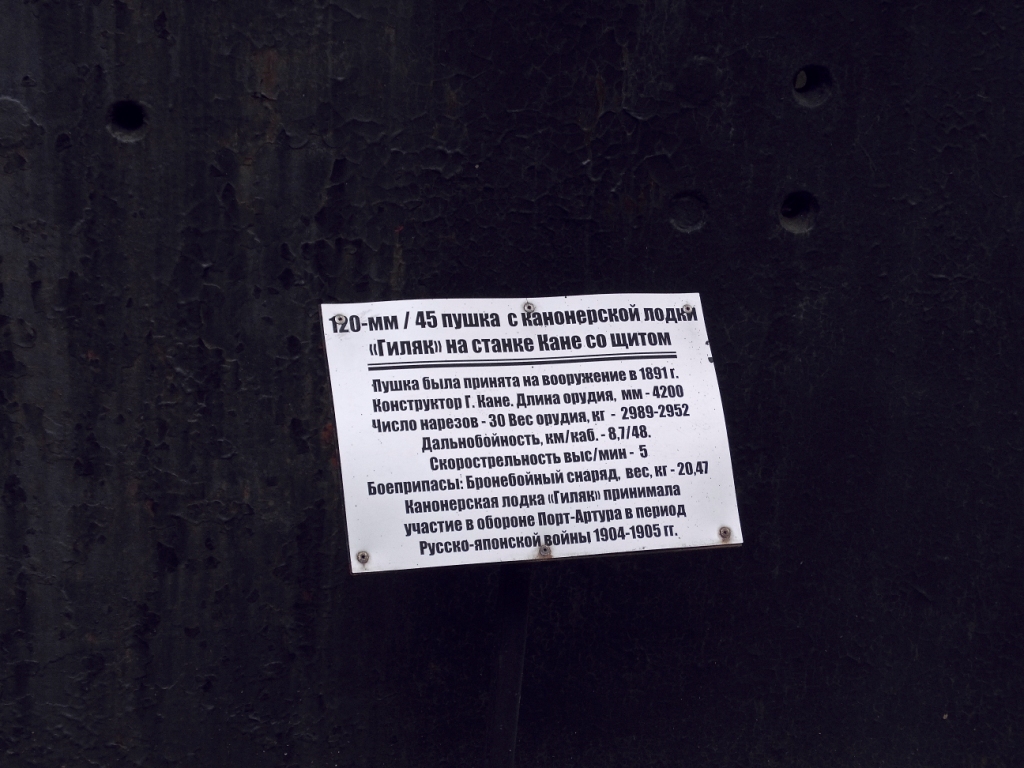 120-мм / 45 пушка с канонерской лодки
«Гиляк» на станке Кане со щитом
Пушка была принята на вооружение в 1891 г.
Конструктор Г. Кане. Длина орудия, мм - 4200
Число нарезов - 30 Вес орудия, кг - 2989-2952
Дальнобойность, км/каб. - 8,7/48.
Скорострельность выс/мин - 5
Боеприпасы: Бронебойный снаряд, вес, кг - 20,47
Канонерская лодка «Гиляк» принимала
участие в обороне Порт-Артура в период
Русско-японской войны 1904-1905 гг.